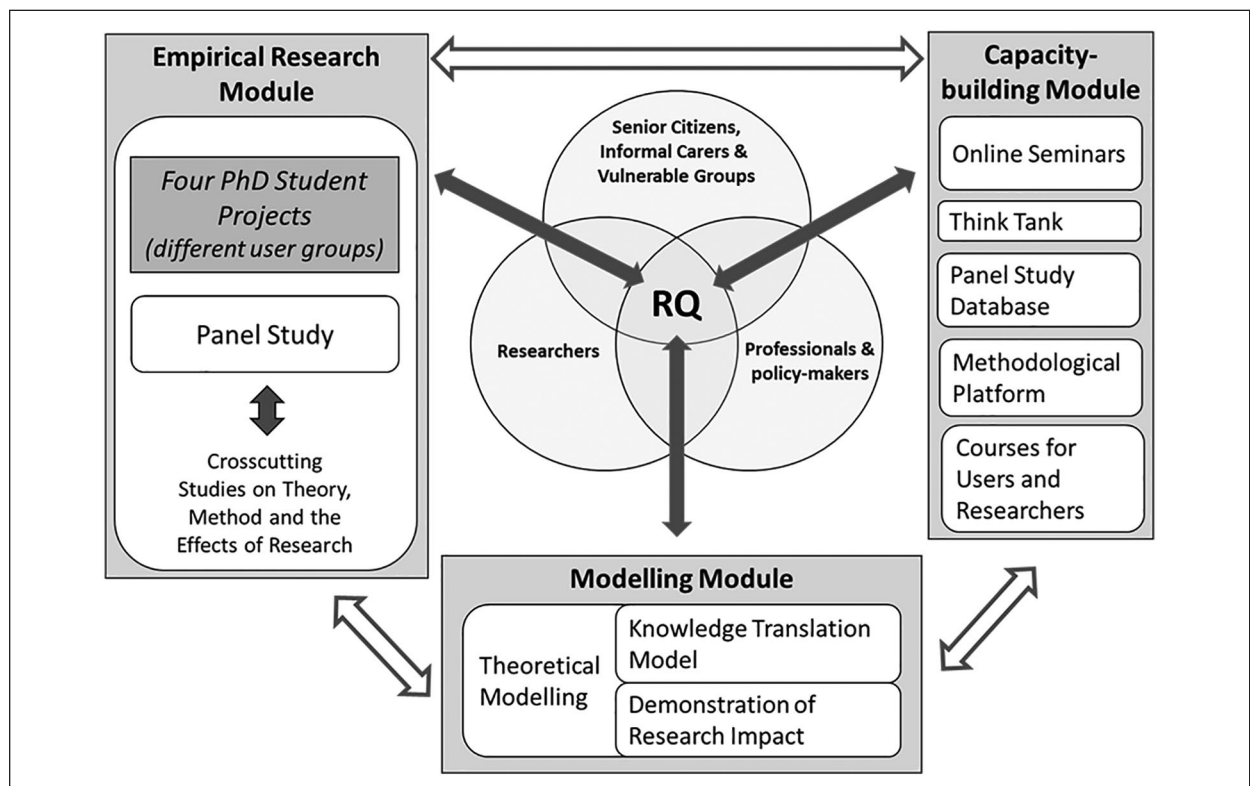 Empirical Research
Module
Four PhD Student
Projects
(different user groups)
Panel Study
Crosscutting
Studies on Theory,
Method and the
Effects of Research
Senior Citizens,
Informal Carers &
Vulnerable Groups
RQ
Researchers
Professionals &
policy-makers
Capacity-
building Module
Online Seminars
Think Tank
Panel Study
Database
Methodological
Platform
Courses for
Users and
Researchers
Modelling Module
Theoretical
Modelling
Knowledge Translation
Model
Demonstration of
Research Impact